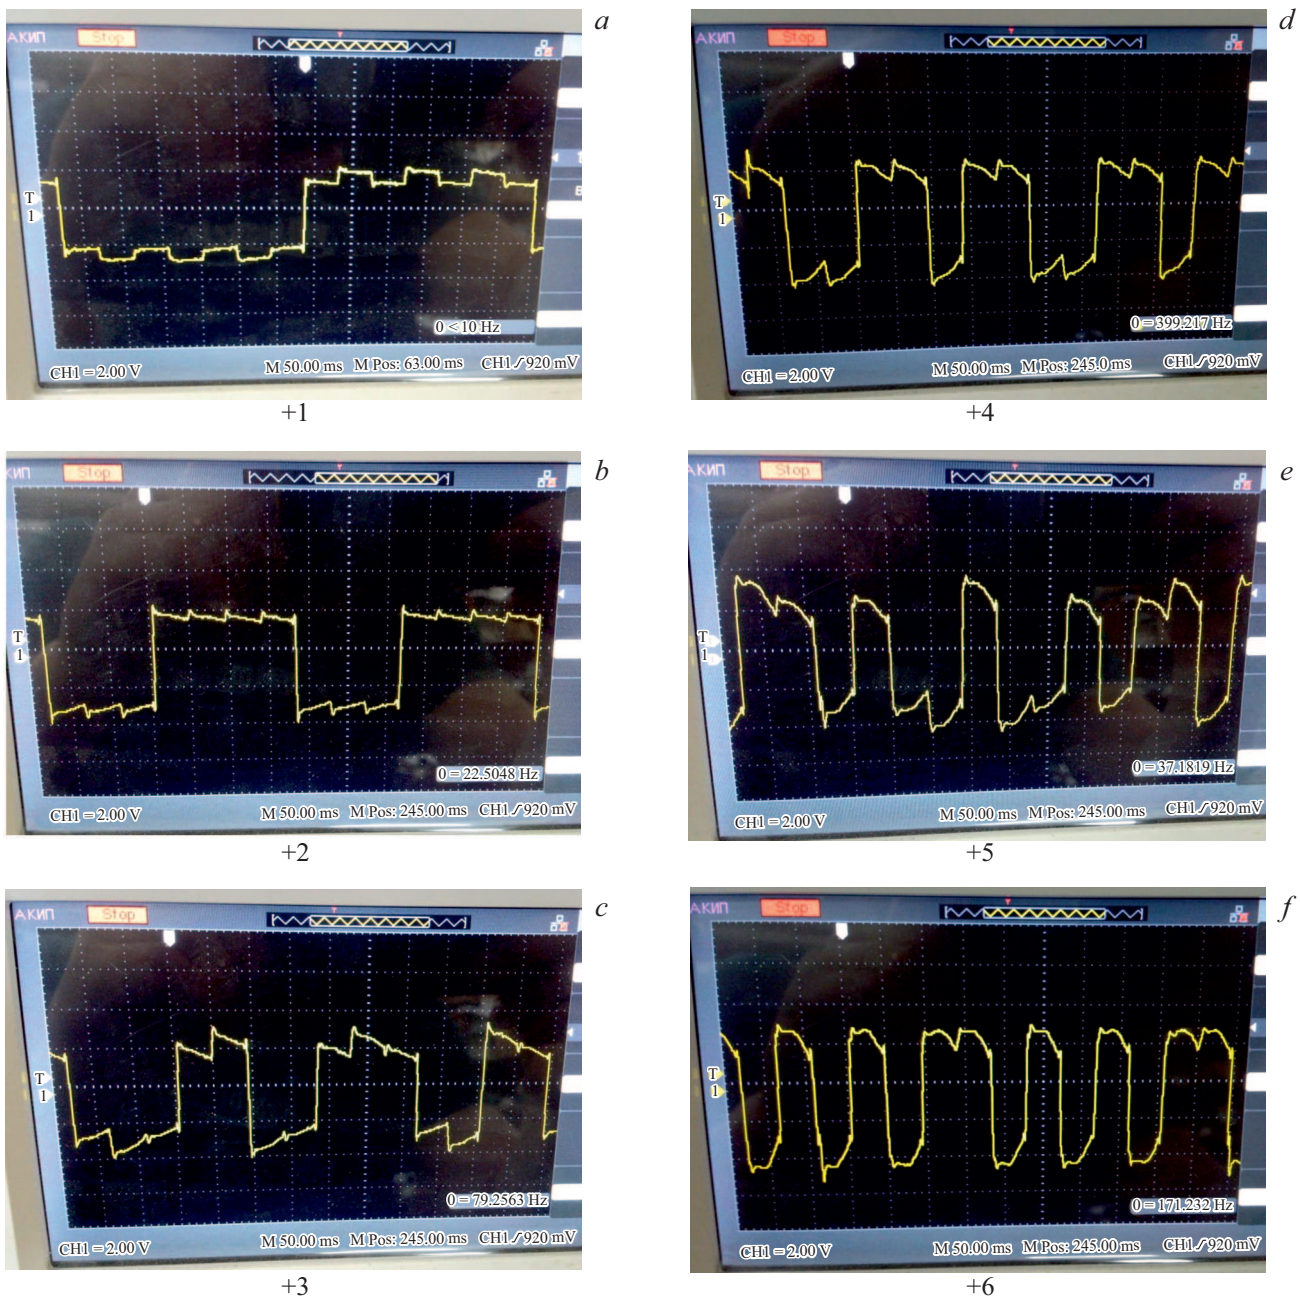 a
АКИП Stop
T
1
0 < 10 Hz
CH1 = 2.00 V M 50.00 ms M Pos: 63.00 ms CH1 920 mV
+1
b
АКИП Stop
T
1
0 = 22.5048 Hz
CH1 = 2.00 V M 50.00 ms M Pos: 245.00 ms CH1 920 mV
+2
c
АКИП Stop
T
1
0 = 79.2563 Hz
CH1 = 2.00 V M 50.00 ms M Pos: 245.00 ms CH1 920 mV
+3
d
АКИП Stop
T
1
0 = 399.217 Hz
CH1 = 2.00 V M 50.00 ms M Pos: 245.0 ms CH1 920 mV
+4
e
АКИП Stop
T
1
0 = 37.1819 Hz
CH1 = 2.00 V M 50.00 ms M Pos: 245.00 ms CH1 920 mV
+5
f
АКИП Stop
T
1
0 = 171.232 Hz
CH1 = 2.00 V M 50.00 ms M Pos: 245.00 ms CH1 920 mV
+6